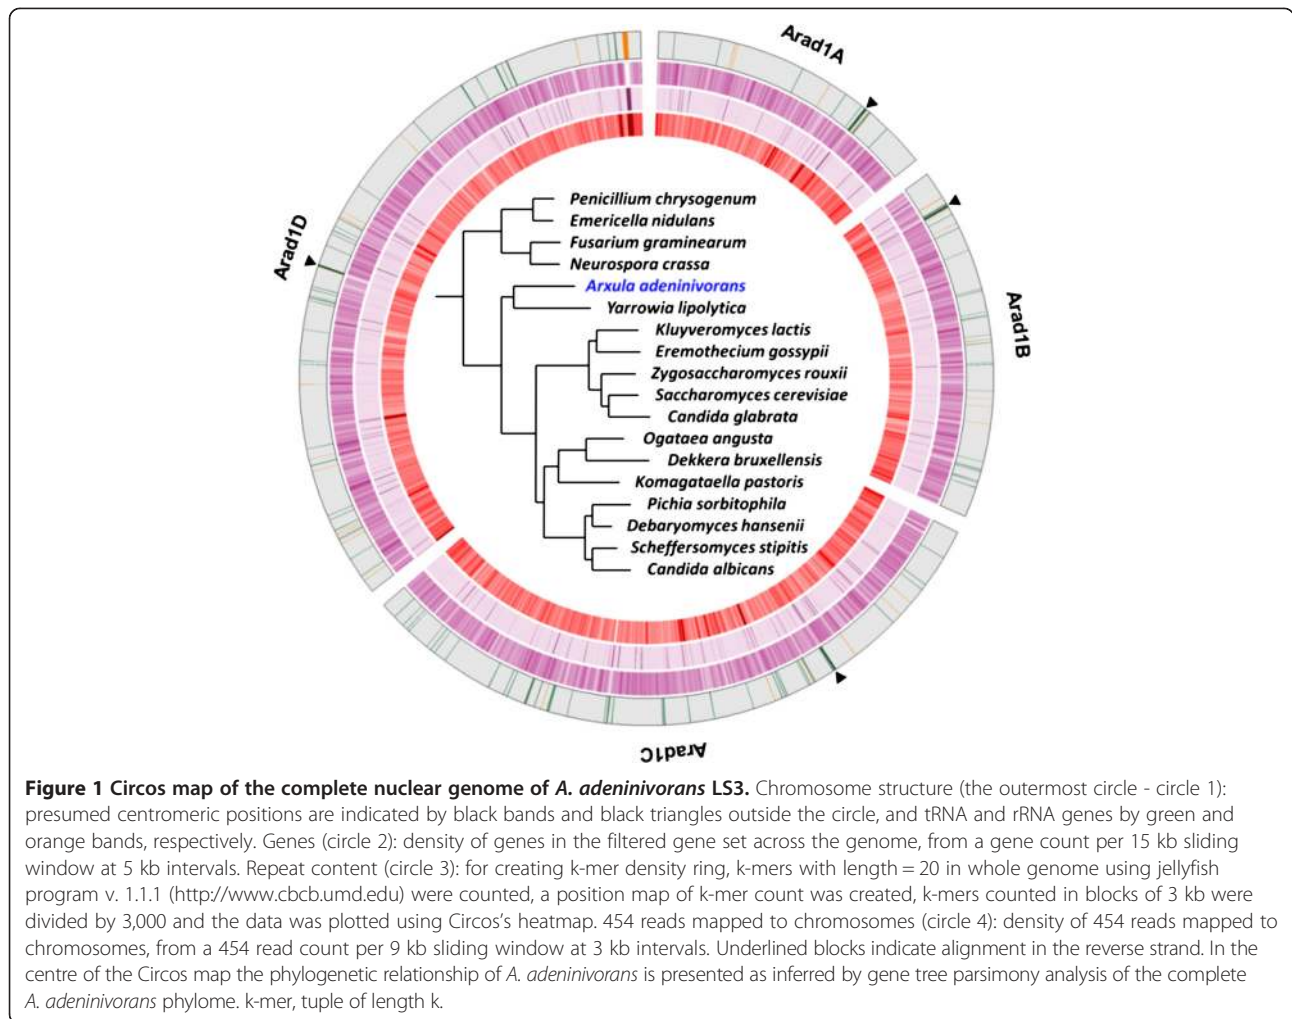 Arad1A
Arad1B
Arad1C
Arad1D
Penicillium chrysogenum
Emericella nidulans
Fusarium graminearum
Neurospora crassa
Arxula adeninivorans
Yarrowia lipolytica
Kluyveromyces lactis
Eremothecium gossypii
Zygosaccharomyces rouxii
Saccharomyces cerevisiae
Candida glabrata
Ogataea angusta
Dekkera bruxellensis
Komagataella pastoris
Pichia sorbitophila
Debaryomyces hansenii
Scheffersomyces stipitis
Candida albicans
Figure 1 Circos map of the complete nuclear genome of A. adeninivorans LS3. Chromosome structure (the outermost circle - circle 1):
presumed centromeric positions are indicated by black bands and black triangles outside the circle, and tRNA and rRNA genes by green and
orange bands, respectively. Genes (circle 2): density of genes in the filtered gene set across the genome, from a gene count per 15 kb sliding
window at 5 kb intervals. Repeat content (circle 3): for creating k-mer density ring, k-mers with length = 20 in whole genome using jellyfish
program v. 1.1.1 (http://www.cbcb.umd.edu) were counted, a position map of k-mer count was created, k-mers counted in blocks of 3 kb were
divided by 3,000 and the data was plotted using Circos's heatmap. 454 reads mapped to chromosomes (circle 4): density of 454 reads mapped to
chromosomes, from a 454 read count per 9 kb sliding window at 3 kb intervals. Underlined blocks indicate alignment in the reverse strand. In the
centre of the Circos map the phylogenetic relationship of A. adeninivorans is presented as inferred by gene tree parsimony analysis of the complete
A. adeninivorans phylome. k-mer, tuple of length k.